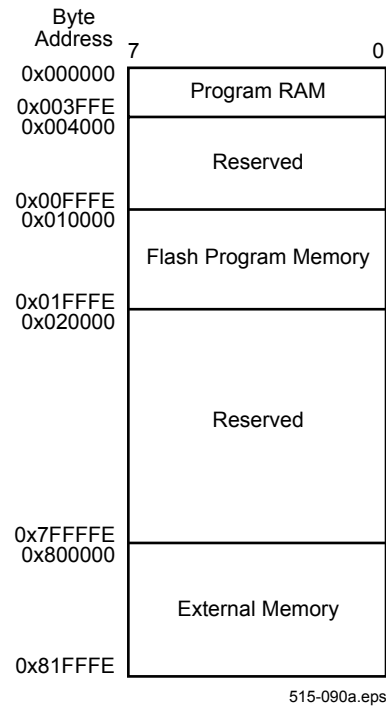 Byte
Address
7 0
0x000000
Program RAM
0x003FFE
0x004000
Reserved
0x00FFFE
0x010000
Flash Program Memory
0x01FFFE
0x020000
Reserved
0x7FFFFE
0x800000
External Memory
0x81FFFE
515-090a.eps